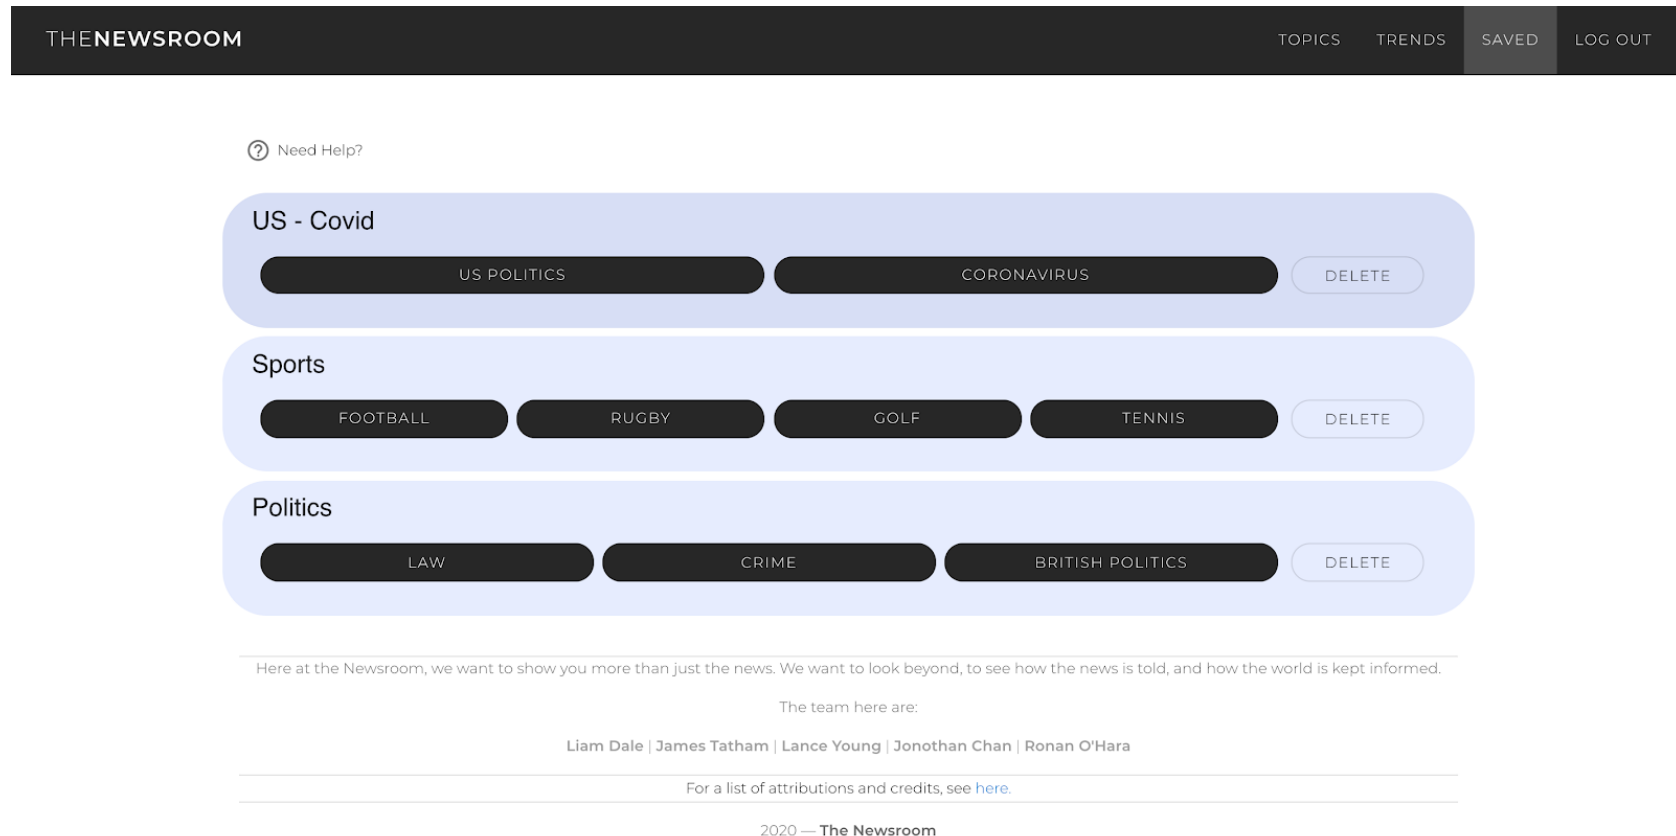 THENEWSROOM TOPICS TRENDS SAVED LOG OUT
Need Help?
US - Covid
US POLITICS CORONAVIRUS DELETE
Sports
FOOTBALL RUGBY GOLF TENNIS DELETE
Politics
LAW CRIME BRITISH POLITICS DELETE
Here at the Newsroom, we want to show you more than just the news. We want to look beyond, to see how the news is told, and how the world is kept informed.
The team here are:
Liam Dale | James Tatham | Lance Young | Jonothan Chan | Ronan O'Hara
For a list of attributions and credits, see here.
2020 — The Newsroom